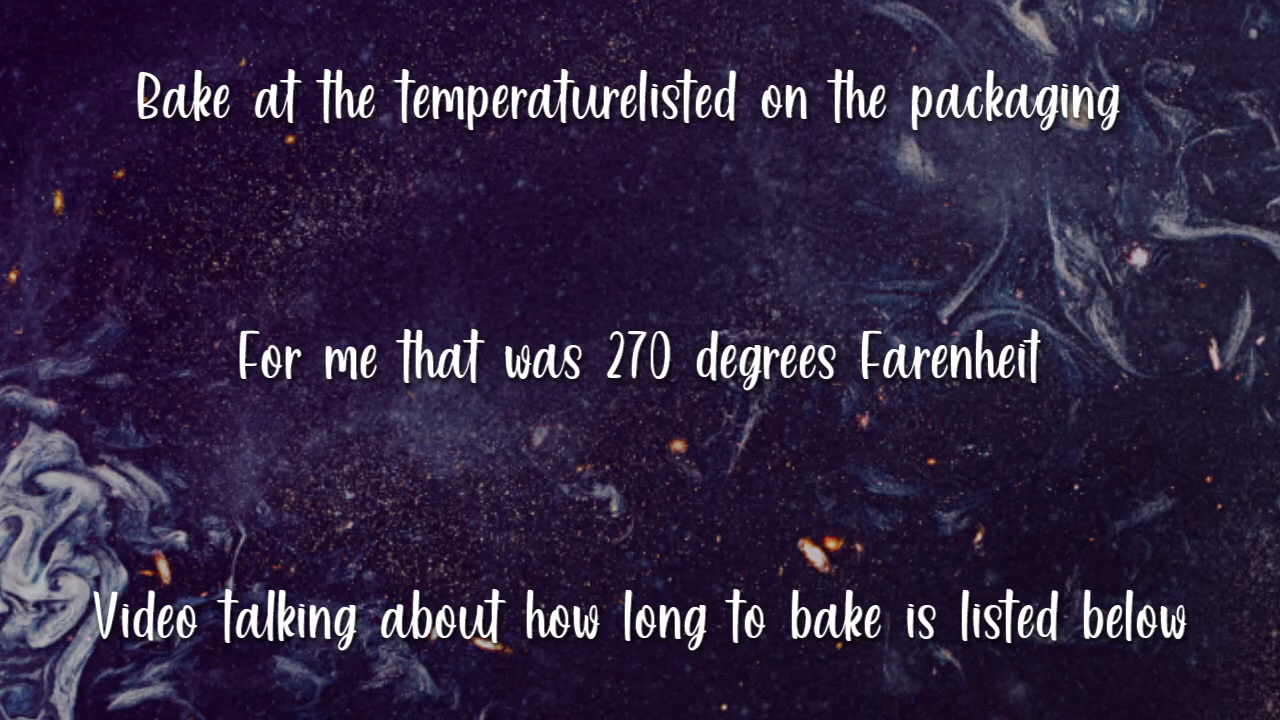 Bake at the temperaturelisted on the packaging
For me that was 270 degrees Farenheit
Video talking about how long to bake is listed below